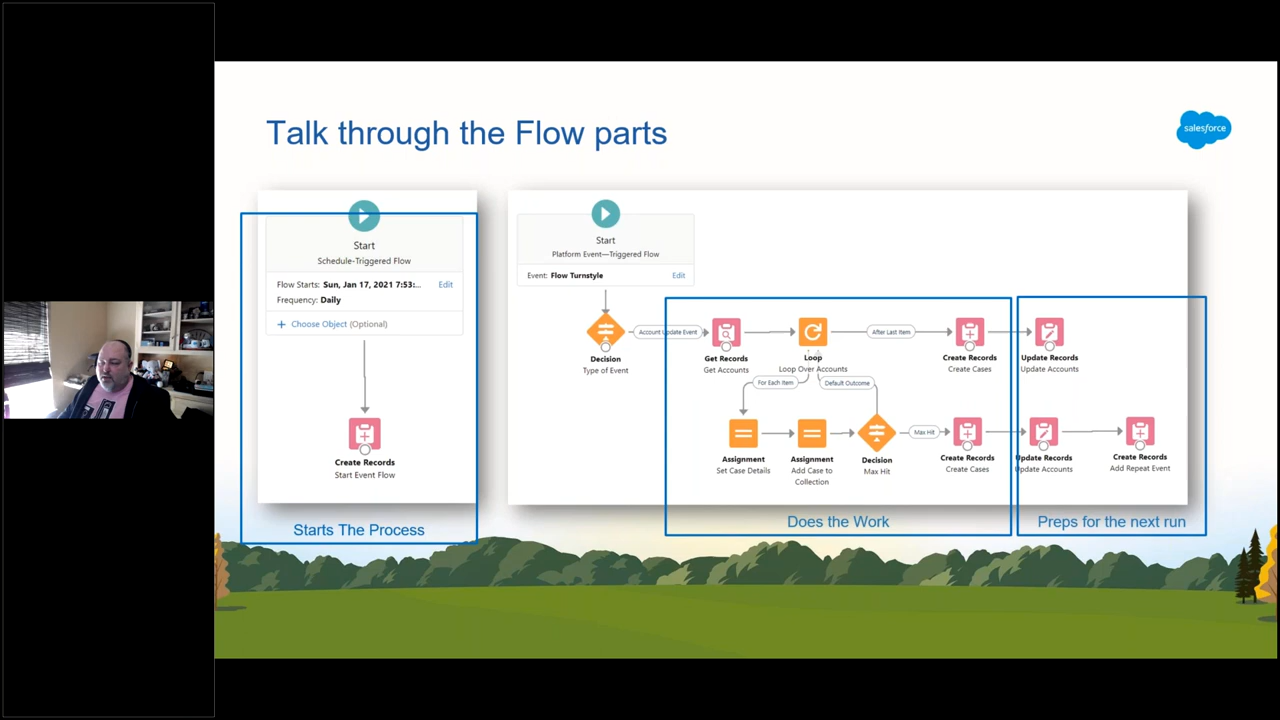 Talk through the Flow parts
salesforce
Start
Schedule-Triggered Flow
Flow Starts: Sun, Jan 17, 2021 7:53:... Edit
Frequency: Daily
+ Choose Object (Optional)
Create Records
Start Event Flow
Starts The Process
Start
Platform Event—Triggered Flow
Event: Flow Turnstyle Edit
Decision
Type of Event
Account Update Event
Get Records
Get Accounts
Loop
Loop Over Accounts
After Last Item
Create Records
Create Cases
Update Records
Update Accounts
For Each Item
Default Outcome
Assignment
Set Case Details
Assignment
Add Case to
Collection
Decision
Max Hit
Max Hit
Create Records
Create Cases
Update Records
Update Accounts
Create Records
Add Repeat Event
Does the Work
Preps for the next run